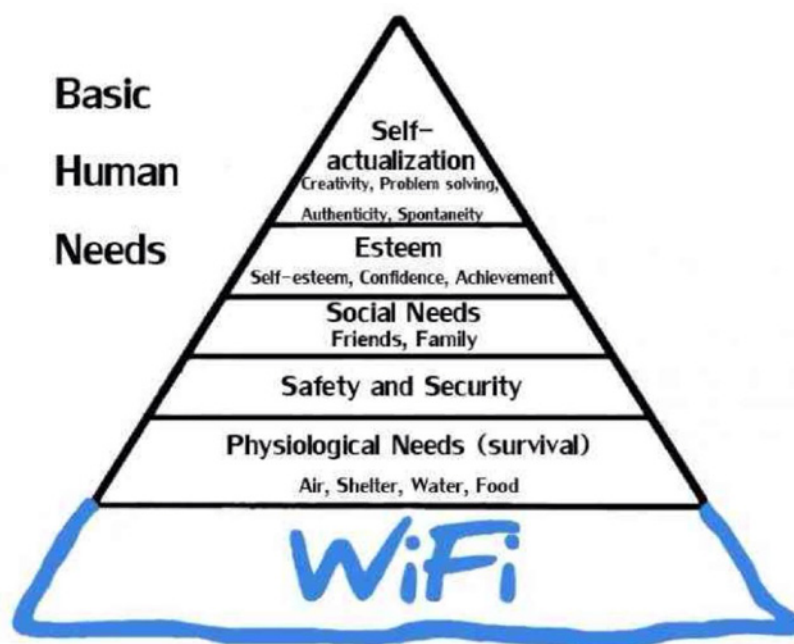 Basic
Human
Needs
Self-
actualization
Creativity, Problem solving,
Authenticity, Spontaneity
Esteem
Self-esteem, Confidence, Achievement
Social Needs
Friends, Family
Safety and Security
Physiological Needs (survival)
Air, Shelter, Water, Food
WiFi